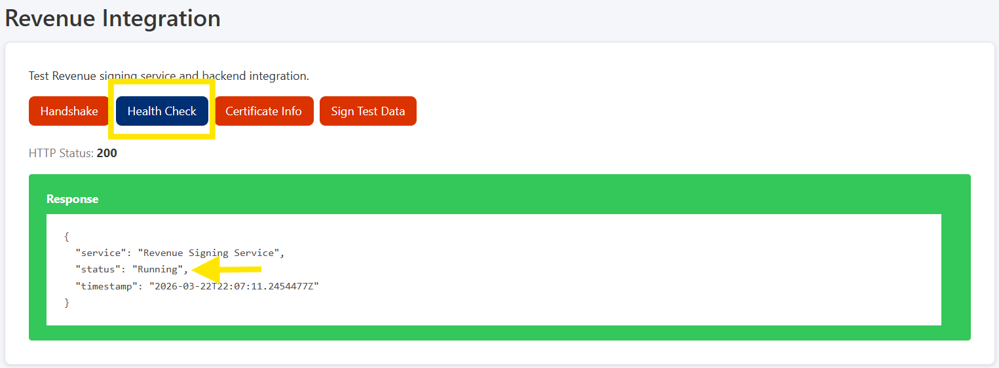 Revenue Integration
Test Revenue signing service and backend integration.
Handshake Health Check Certificate Info Sign Test Data
HTTP Status: 200
Response
{
"service": "Revenue Signing Service",
"status": "Running",
"timestamp": "2026-03-22T22:07:11.2454477Z"
}